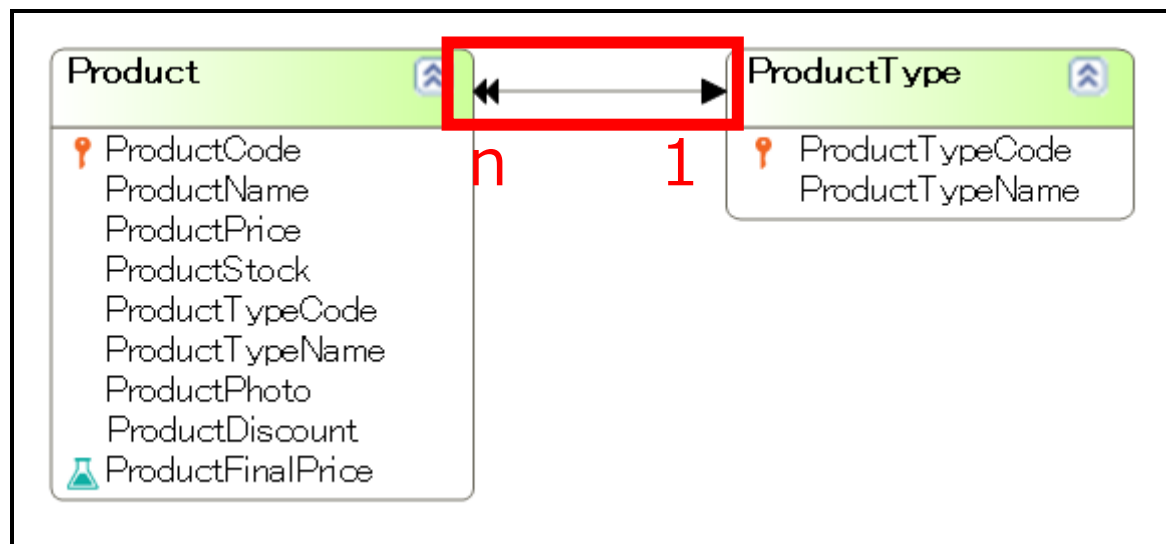 Product
ProductCode
ProductName
ProductPrice
ProductStock
ProductTypeCode
ProductTypeName
ProductPhoto
ProductDiscount
ProductFinalPrice
n
1
ProductType
ProductTypeCode
ProductTypeName